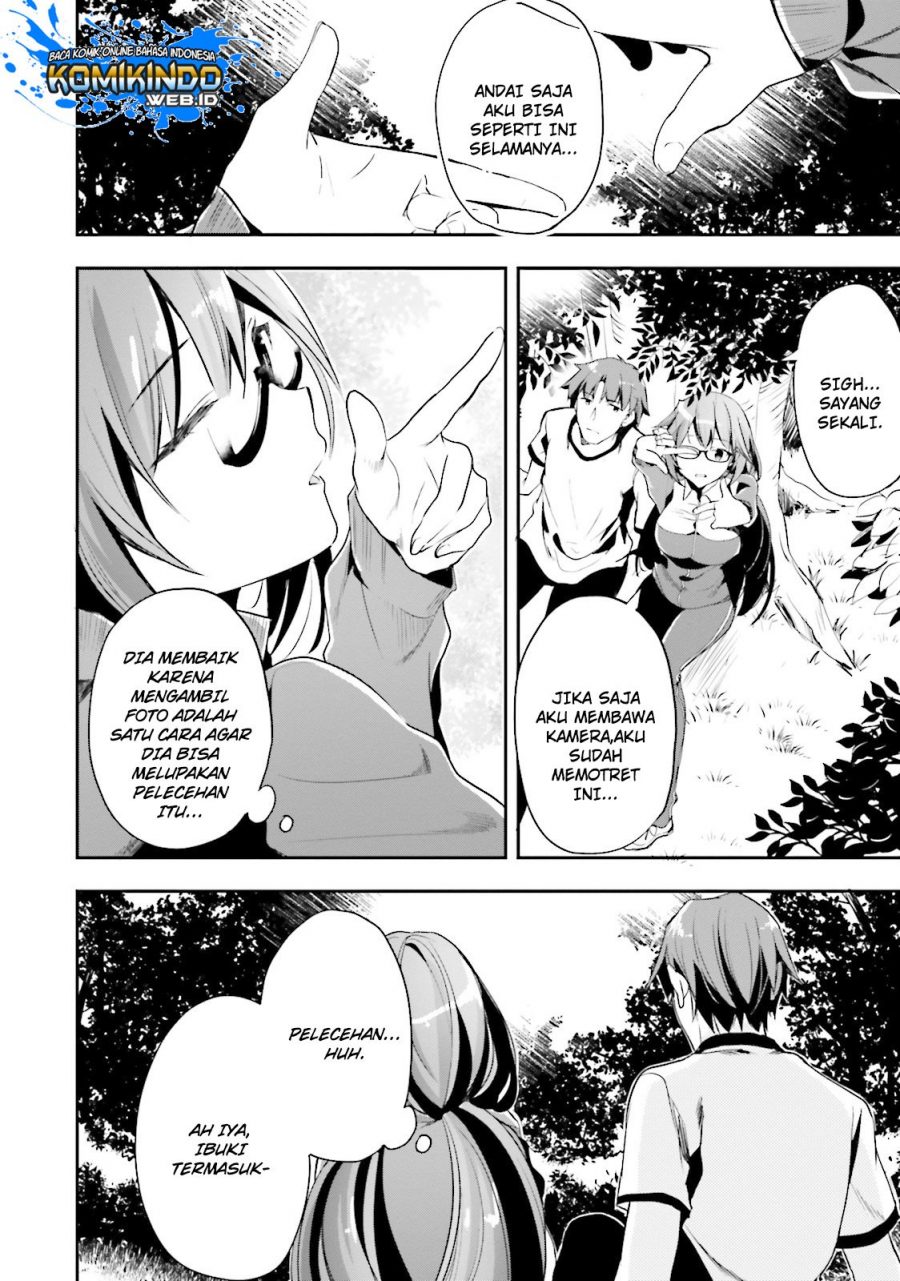 BACA KOMIK ONLINE BAHASA INDONESIA
KOMIKINDO
WEB.ID
ANDAI SAJA
AKU BISA
SEPERTI INI
SELAMANYA...
SIGH...
SAYANG
SEKALI.
JIKA SAJA
AKU MEMBAWA
KAMERA,AKU
SUDAH
MEMOTRET
INI...
DIA MEMBAIK
KARENA
MENGAMBIL
FOTO ADALAH
SATU CARA AGAR
DIA BISA
MELUPAKAN
PELECEHAN
ITU...
PELECEHAN...
HUH.
AH IYA,
IBUKI
TERMASUK-